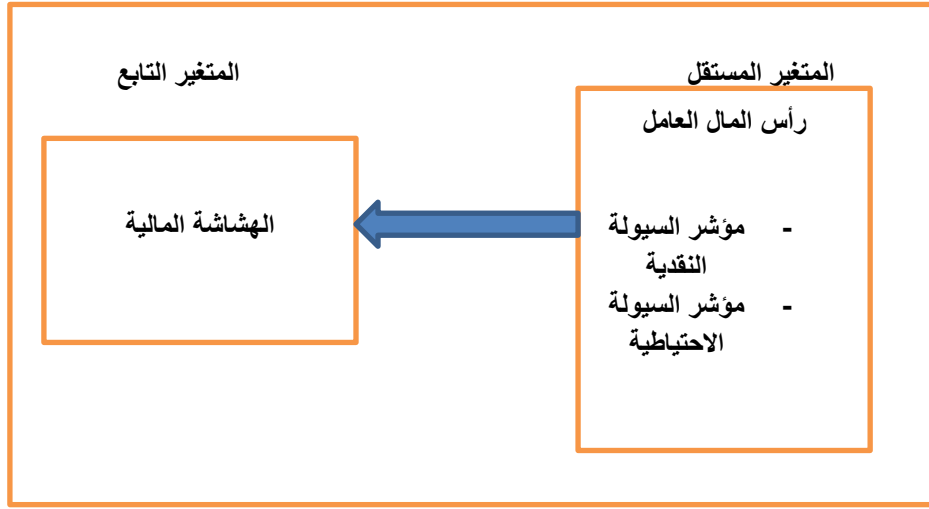 المتغير المستقل
المتغير التابع
رأس المال العامل
- مؤشر السيولة
النقدية
- مؤشر السيولة
الاحتياطية
الهشاشة المالية